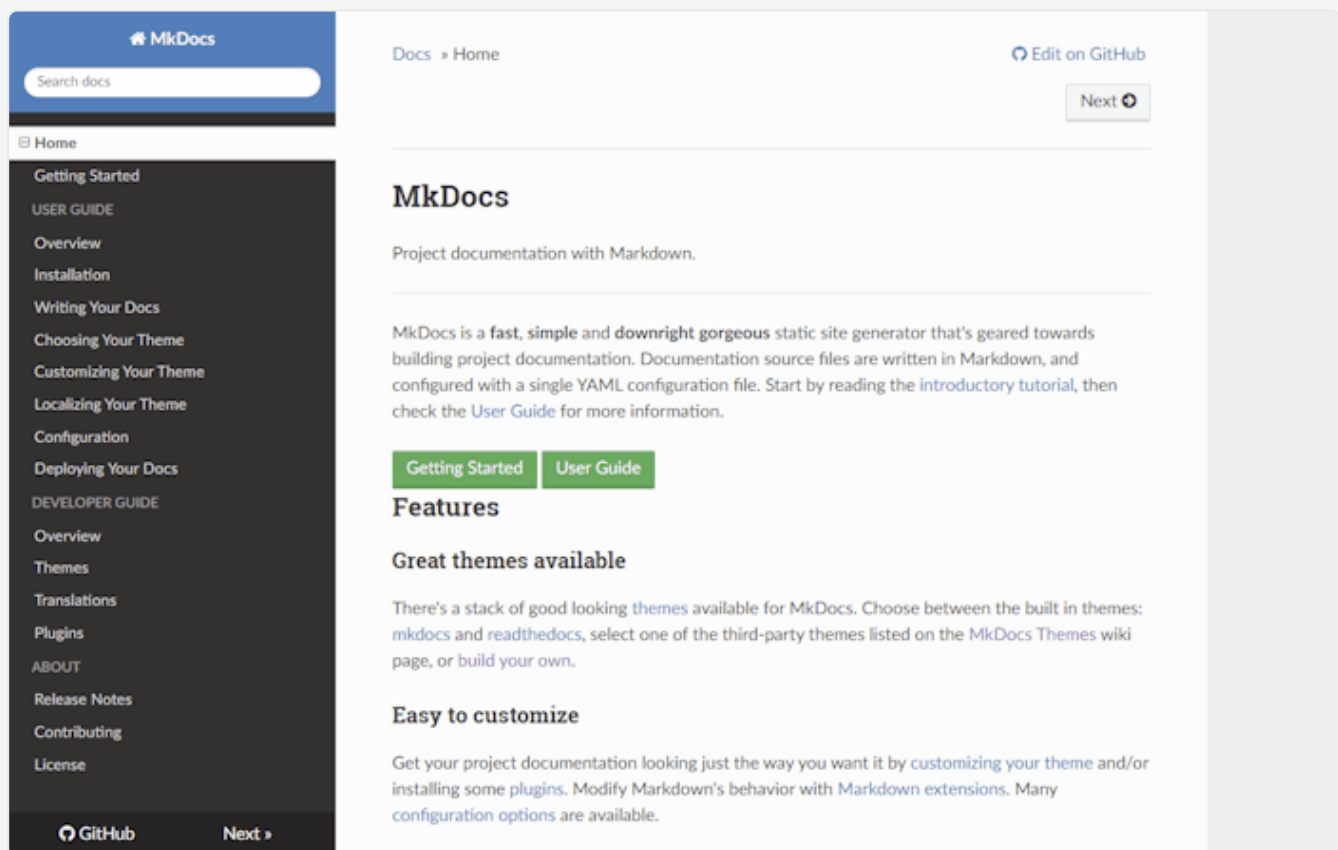 MkDocs
Search docs
Home
Getting Started
USER GUIDE
Overview
Installation
Writing Your Docs
Choosing Your Theme
Customizing Your Theme
Localizing Your Theme
Configuration
Deploying Your Docs
DEVELOPER GUIDE
Overview
Themes
Translations
Plugins
ABOUT
Release Notes
Contributing
License
GitHub Next »
Docs » Home
Edit on GitHub
Next
MkDocs
Project documentation with Markdown.
MkDocs is a fast, simple and downright gorgeous static site generator that's geared towards
building project documentation. Documentation source files are written in Markdown, and
configured with a single YAML configuration file. Start by reading the introductory tutorial, then
check the User Guide for more information.
Getting Started User Guide
Features
Great themes available
There's a stack of good looking themes available for MkDocs. Choose between the built in themes:
mkdocs and readthedocs, select one of the third-party themes listed on the MkDocs Themes wiki
page, or build your own.
Easy to customize
Get your project documentation looking just the way you want it by customizing your theme and/or
installing some plugins. Modify Markdown's behavior with Markdown extensions. Many
configuration options are available.